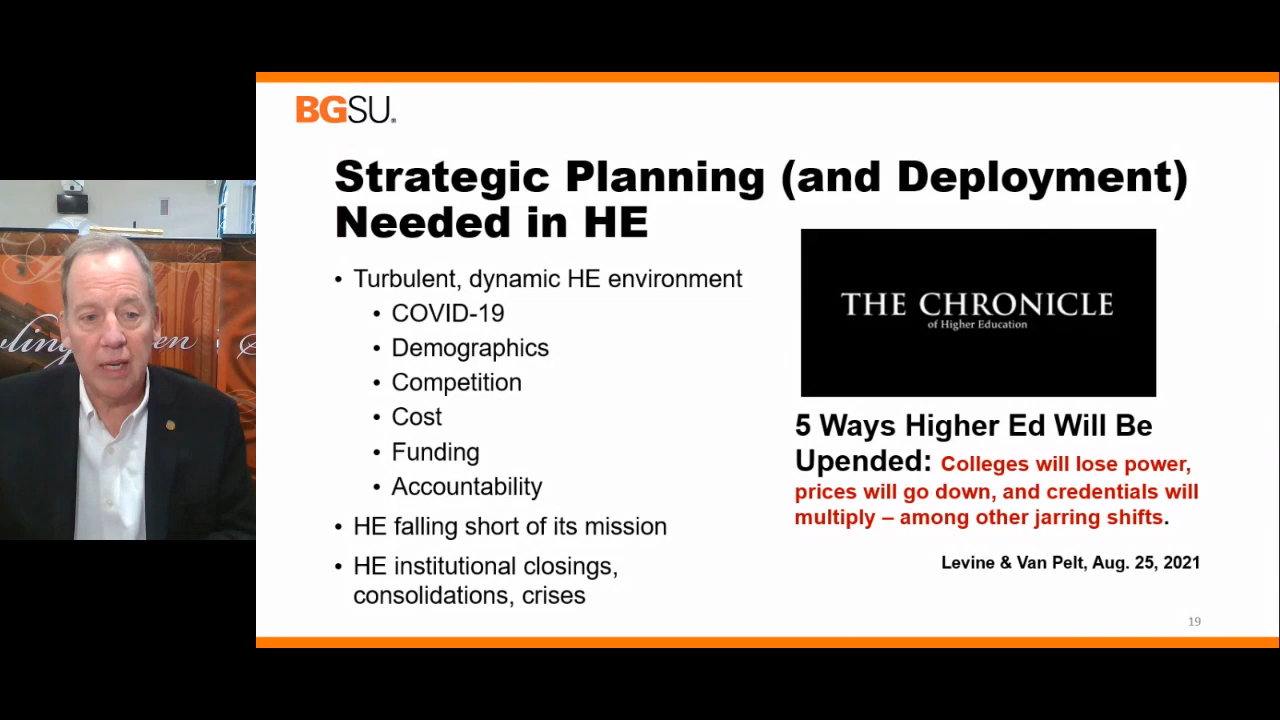 BGSU®
Strategic Planning (and Deployment)
Needed in HE
• Turbulent, dynamic HE environment
• COVID-19
• Demographics
• Competition
• Cost
• Funding
• Accountability
• HE falling short of its mission
• HE institutional closings,
consolidations, crises
THE CHRONICLE
of Higher Education
5 Ways Higher Ed Will Be
Upended: Colleges will lose power,
prices will go down, and credentials will
multiply – among other jarring shifts.
Levine & Van Pelt, Aug. 25, 2021
19